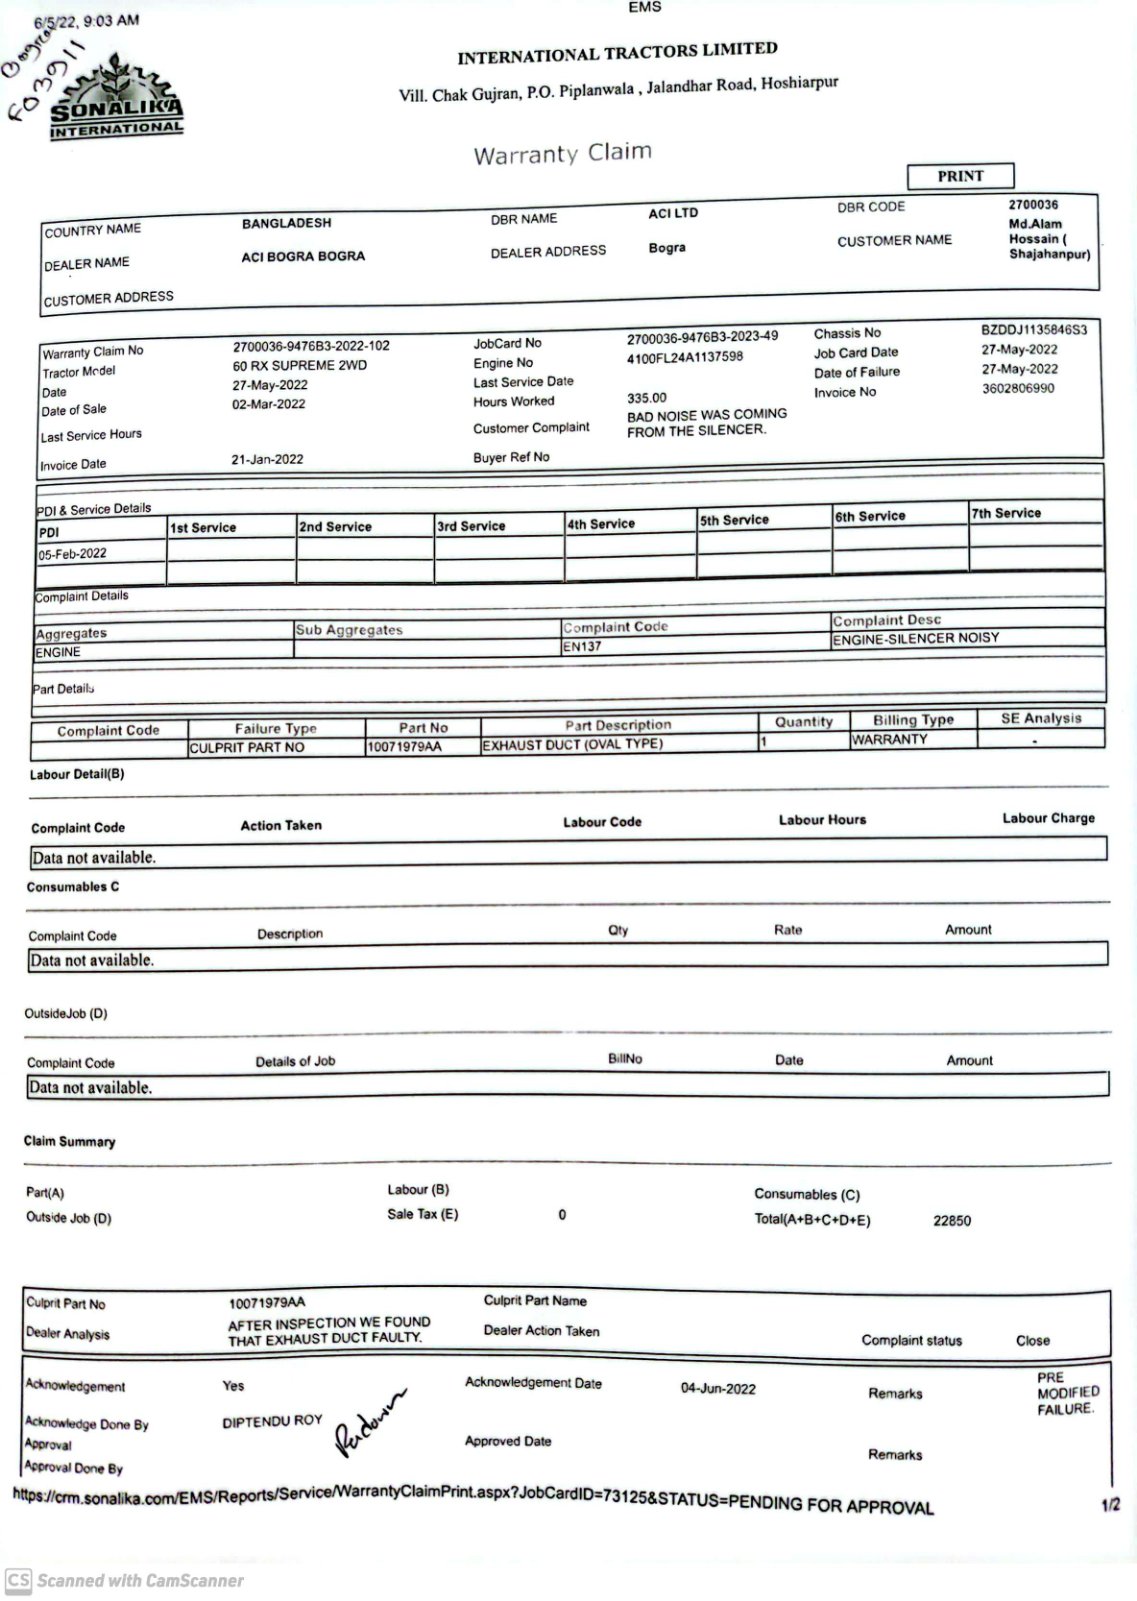 6/5/22, 9:03 AM
EMS
Bogra
F03911
SONALIKA
INTERNATIONAL
INTERNATIONAL TRACTORS LIMITED
Vill. Chak Gujran, P.O. Piplanwala , Jalandhar Road, Hoshiarpur
Warranty Claim
PRINT
COUNTRY NAME BANGLADESH DBR NAME ACI LTD DBR CODE 2700036
DEALER NAME ACI BOGRA BOGRA DEALER ADDRESS Bogra CUSTOMER NAME Md.Alam
Hossain (
Shajahanpur)
CUSTOMER ADDRESS
Warranty Claim No 2700036-9476B3-2022-102 JobCard No 2700036-9476B3-2023-49 Chassis No BZDDJ1135846S3
Tractor Model 60 RX SUPREME 2WD Engine No 4100FL24A1137598 Job Card Date 27-May-2022
Date 27-May-2022 Last Service Date Date of Failure 27-May-2022
Date of Sale 02-Mar-2022 Hours Worked 335.00 Invoice No 3602806990
Last Service Hours Customer Complaint BAD NOISE WAS COMING
FROM THE SILENCER.
Invoice Date 21-Jan-2022 Buyer Ref No
PDI & Service Details
PDI 1st Service 2nd Service 3rd Service 4th Service 5th Service 6th Service 7th Service
05-Feb-2022
Complaint Details
Aggregates Sub Aggregates Complaint Code Complaint Desc
ENGINE EN137 ENGINE-SILENCER NOISY
Part Details
Complaint Code Failure Type Part No Part Description Quantity Billing Type SE Analysis
CULPRIT PART NO 10071979AA EXHAUST DUCT (OVAL TYPE) 1 WARRANTY -
Labour Detail(B)
Complaint Code Action Taken Labour Code Labour Hours Labour Charge
Data not available.
Consumables C
Complaint Code Description Qty Rate Amount
Data not available.
OutsideJob (D)
Complaint Code Details of Job BillNo Date Amount
Data not available.
Claim Summary
Part(A) Labour (B) Consumables (C)
Outside Job (D) Sale Tax (E) 0 Total(A+B+C+D+E) 22850
Culprit Part No 10071979AA Culprit Part Name
Dealer Analysis AFTER INSPECTION WE FOUND
THAT EXHAUST DUCT FAULTY. Dealer Action Taken Complaint status Close
Acknowledgement Yes Acknowledgement Date 04-Jun-2022 Remarks PRE
MODIFIED
FAILURE.
Acknowledge Done By DIPTENDU ROY
Approval Approved Date Remarks
Approval Done By
https://crm.sonalika.com/EMS/Reports/Service/WarrantyClaimPrint.aspx?JobCardID=73125&STATUS=PENDING FOR APPROVAL 1/2
CS Scanned with CamScanner